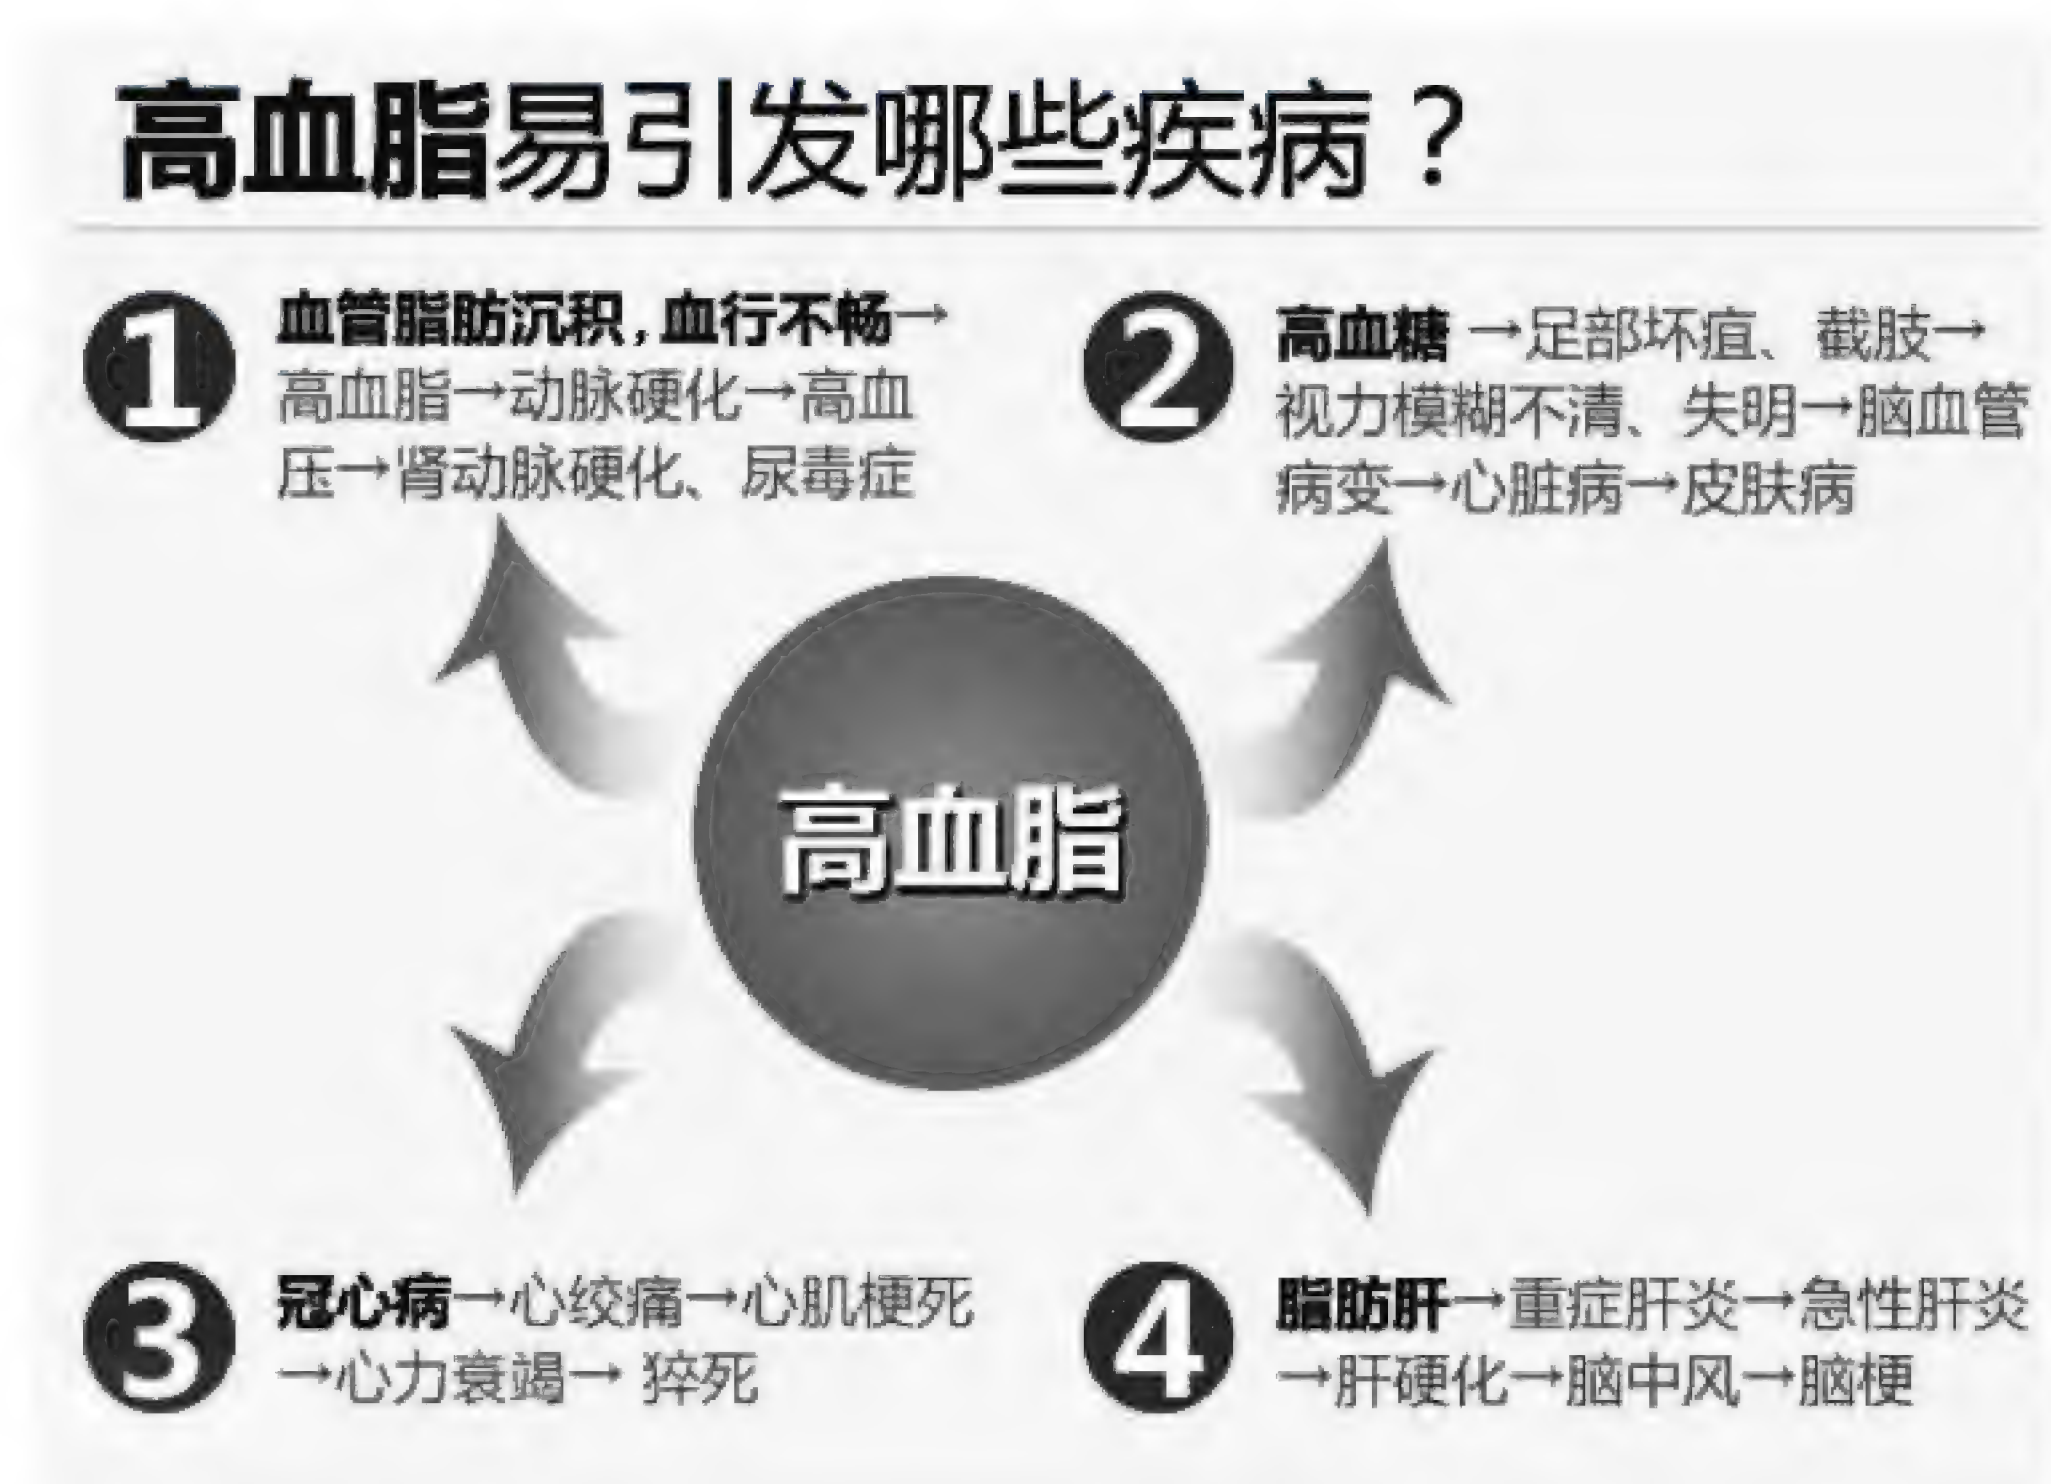 高血脂易引发哪些疾病？
1
血管脂肪沉积,血行不畅→
高血脂→动脉硬化→高血
压→肾动脉硬化、尿毒症
2
高血糖→足部坏疽、截肢→
视力模糊不清、失明→脑血管
病变→心脏病→皮肤病
高血脂
3
冠心病→心绞痛→心肌梗死
→心力衰竭→ 猝死
4
脂肪肝→重症肝炎→急性肝炎
→肝硬化→脑中风→脑梗